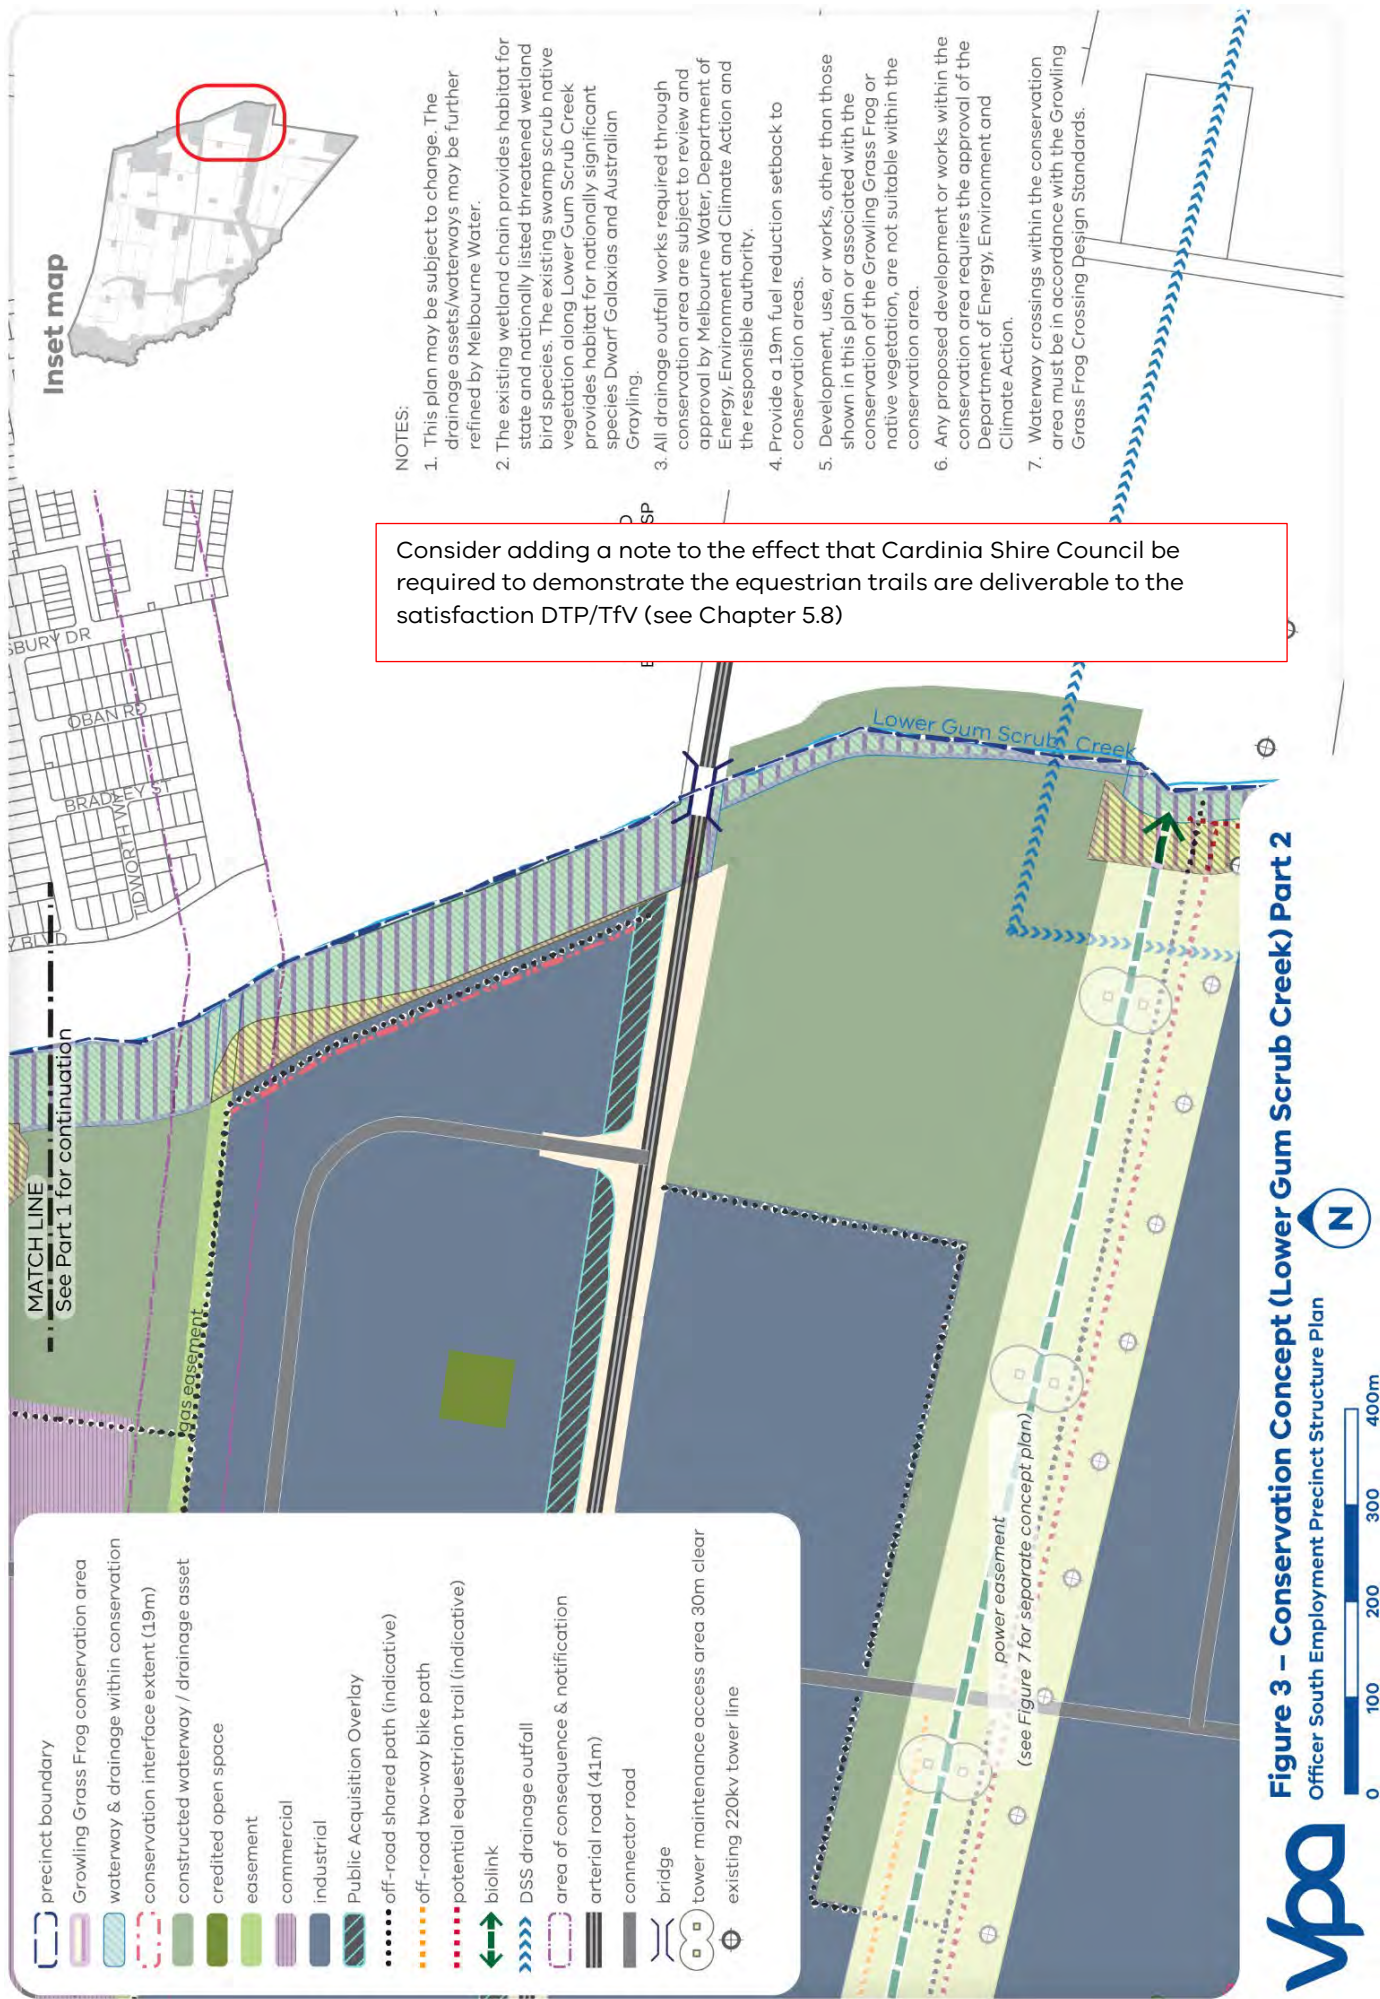 Inset map
NOTES:
1. This plan may be subject to change. The
drainage assets/waterways may be further
refined by Melbourne Water.
2. The existing wetland chain provides habitat for
state and nationally listed threatened wetland
bird species. The existing swamp scrub native
vegetation along Lower Gum Scrub Creek
provides habitat for nationally significant
species Dwarf Galaxias and Australian
Grayling.
3. All drainage outfall works required through
conservation area are subject to review and
approval by Melbourne Water, Department of
Energy, Environment and Climate Action and
the responsible authority.
4. Provide a 19m fuel reduction setback to
conservation areas.
5. Development, use, or works, other than those
shown in this plan or associated with the
conservation of the Growling Grass Frog or
native vegetation, are not suitable within the
conservation area.
6. Any proposed development or works within the
conservation area requires the approval of the
Department of Energy, Environment and
Climate Action.
7. Waterway crossings within the conservation
area must be in accordance with the Growling
Grass Frog Crossing Design Standards.
Consider adding a note to the effect that Cardinia Shire Council be
required to demonstrate the equestrian trails are deliverable to the
satisfaction DTP/TfV (see Chapter 5.8)
SBURY DR
OBAN RD
BRADLEY ST
TIDWORTH WY
Y BLVD
SP
Lower Gum Scrub Creek
MATCH LINE
See Part 1 for continuation
gas easement
power easement
(see Figure 7 for separate concept plan)
precinct boundary
Growling Grass Frog conservation area
waterway & drainage within conservation
conservation interface extent (19m)
constructed waterway / drainage asset
credited open space
easement
commercial
industrial
Public Acquisition Overlay
off-road shared path (indicative)
off-road two-way bike path
potential equestrian trail (indicative)
biolink
DSS drainage outfall
area of consequence & notification
arterial road (41m)
connector road
bridge
tower maintenance access area 30m clear
existing 220kv tower line
vpa
Figure 3 – Conservation Concept (Lower Gum Scrub Creek) Part 2
Officer South Employment Precinct Structure Plan
0 100 200 300 400m
N